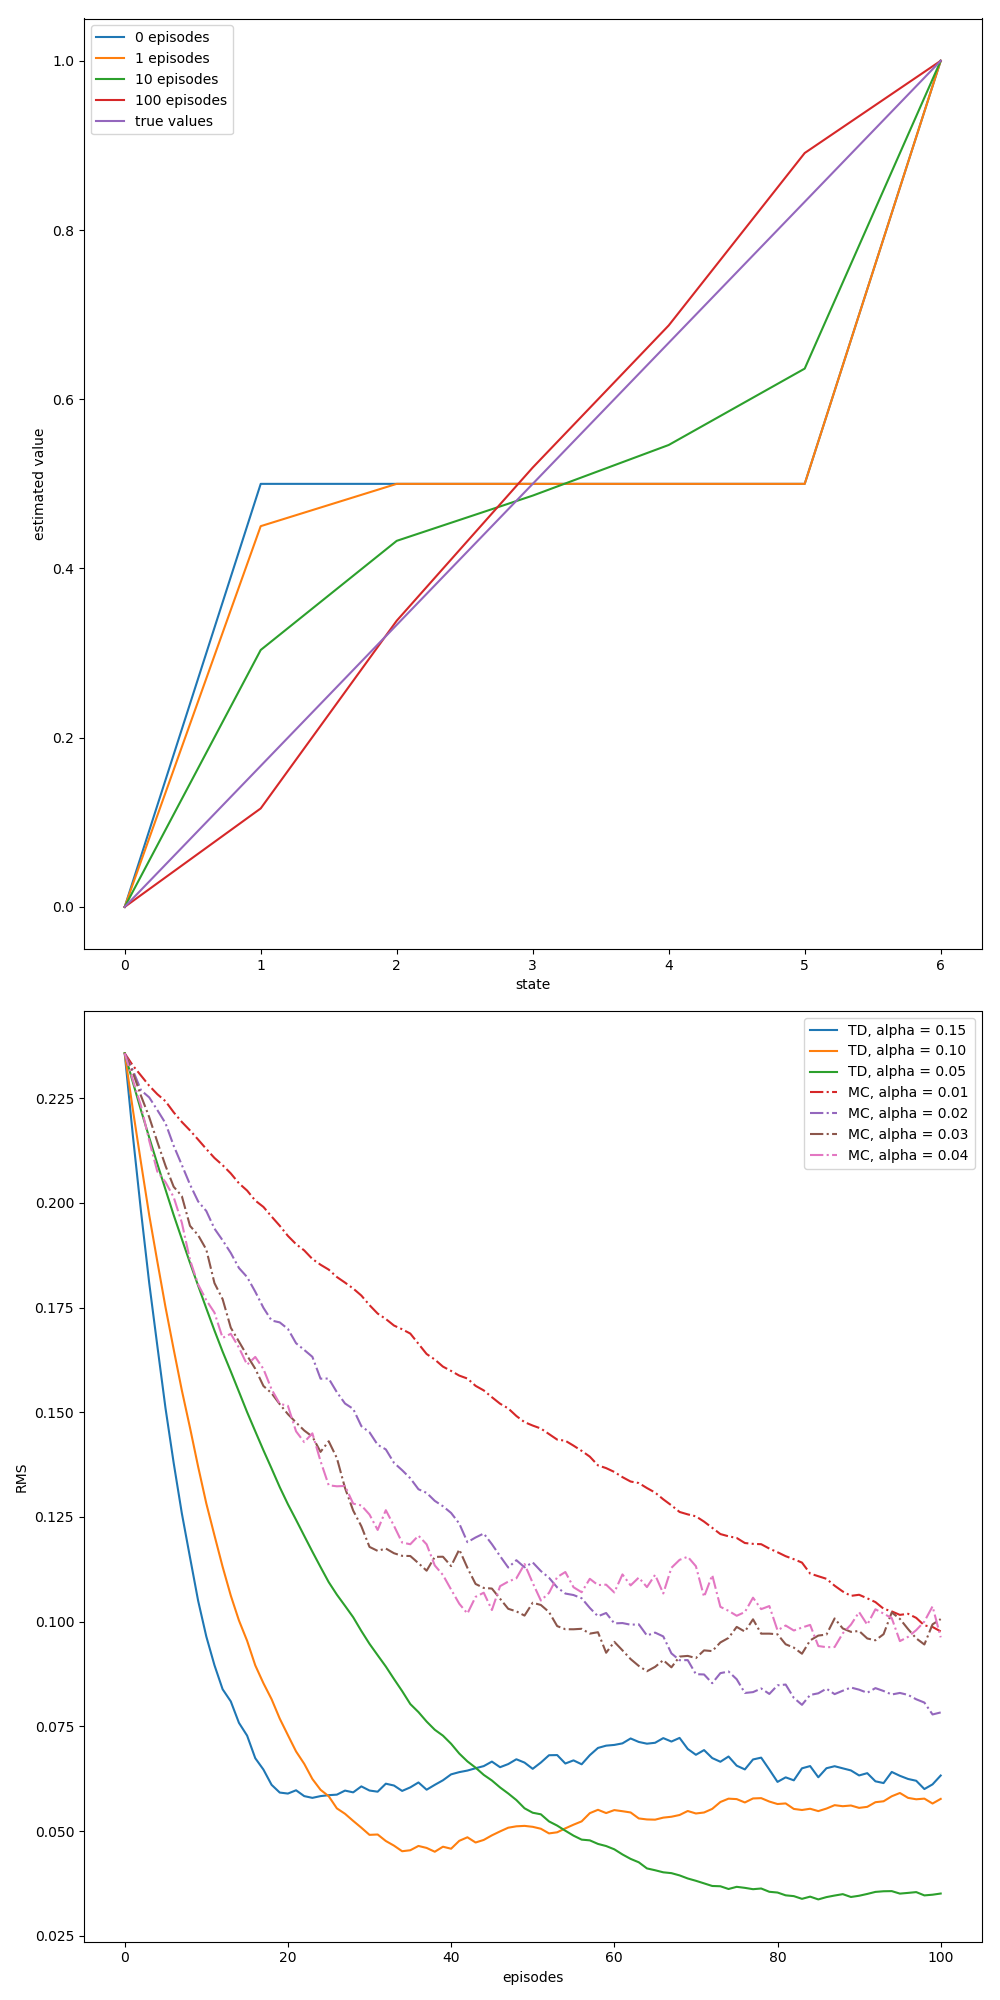 0 episodes
1 episodes
10 episodes
100 episodes
true values
1.0
0.8
0.6
0.4
0.2
0.0
estimated value
0 1 2 3 4 5 6
state
TD, alpha = 0.15
TD, alpha = 0.10
TD, alpha = 0.05
MC, alpha = 0.01
MC, alpha = 0.02
MC, alpha = 0.03
MC, alpha = 0.04
0.225
0.200
0.175
0.150
0.125
0.100
0.075
0.050
0.025
RMS
0 20 40 60 80 100
episodes